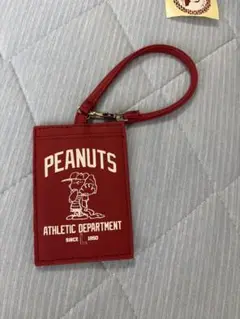 PEANUTS
ATHLETIC DEPARTMENT
SINCE 1950